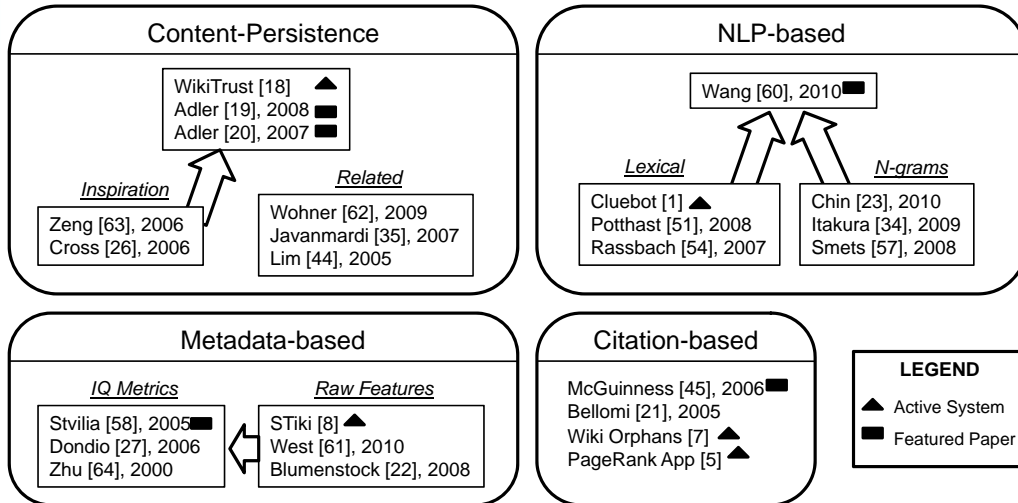 Content-Persistence
WikiTrust [18]
Adler [19], 2008
Adler [20], 2007
Inspiration
Zeng [63], 2006
Cross [26], 2006
Related
Wohner [62], 2009
Javanmardi [35], 2007
Lim [44], 2005
NLP-based
Wang [60], 2010
Lexical
Cluebot [1]
Potthast [51], 2008
Rassbach [54], 2007
N-grams
Chin [23], 2010
Itakura [34], 2009
Smets [57], 2008
Metadata-based
IQ Metrics
Stvilia [58], 2005
Dondio [27], 2006
Zhu [64], 2000
Raw Features
STiki [8]
West [61], 2010
Blumenstock [22], 2008
Citation-based
McGuinness [45], 2006
Bellomi [21], 2005
Wiki Orphans [7]
PageRank App [5]
LEGEND
Active System
Featured Paper